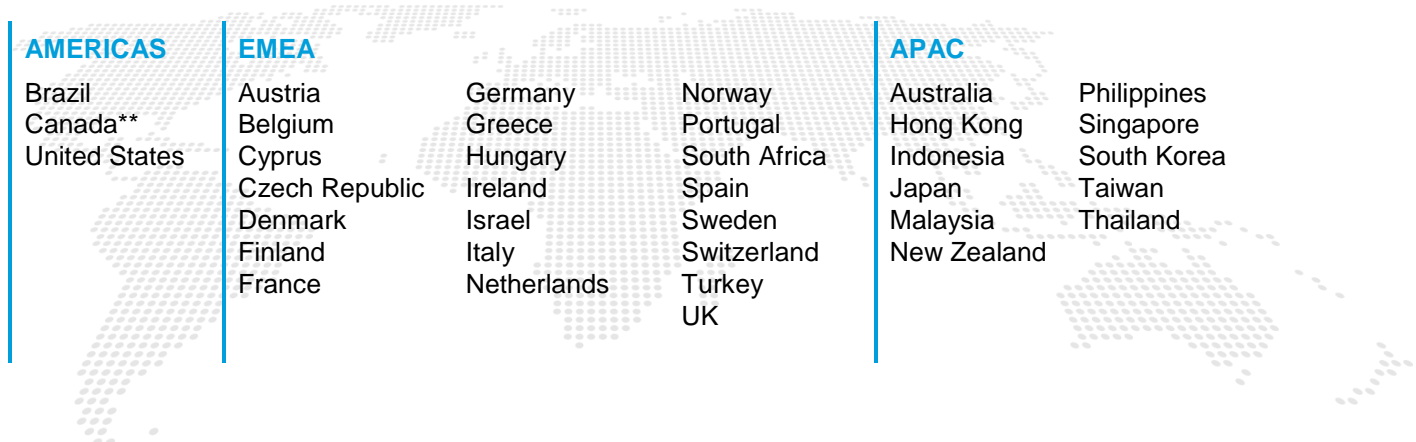 AMERICAS
Brazil
Canada**
United States
EMEA
Austria
Belgium
Cyprus
Czech Republic
Denmark
Finland
France
Germany
Greece
Hungary
Ireland
Israel
Italy
Netherlands
Norway
Portugal
South Africa
Spain
Sweden
Switzerland
Turkey
UK
APAC
Australia
Hong Kong
Indonesia
Japan
Malaysia
New Zealand
Philippines
Singapore
South Korea
Taiwan
Thailand